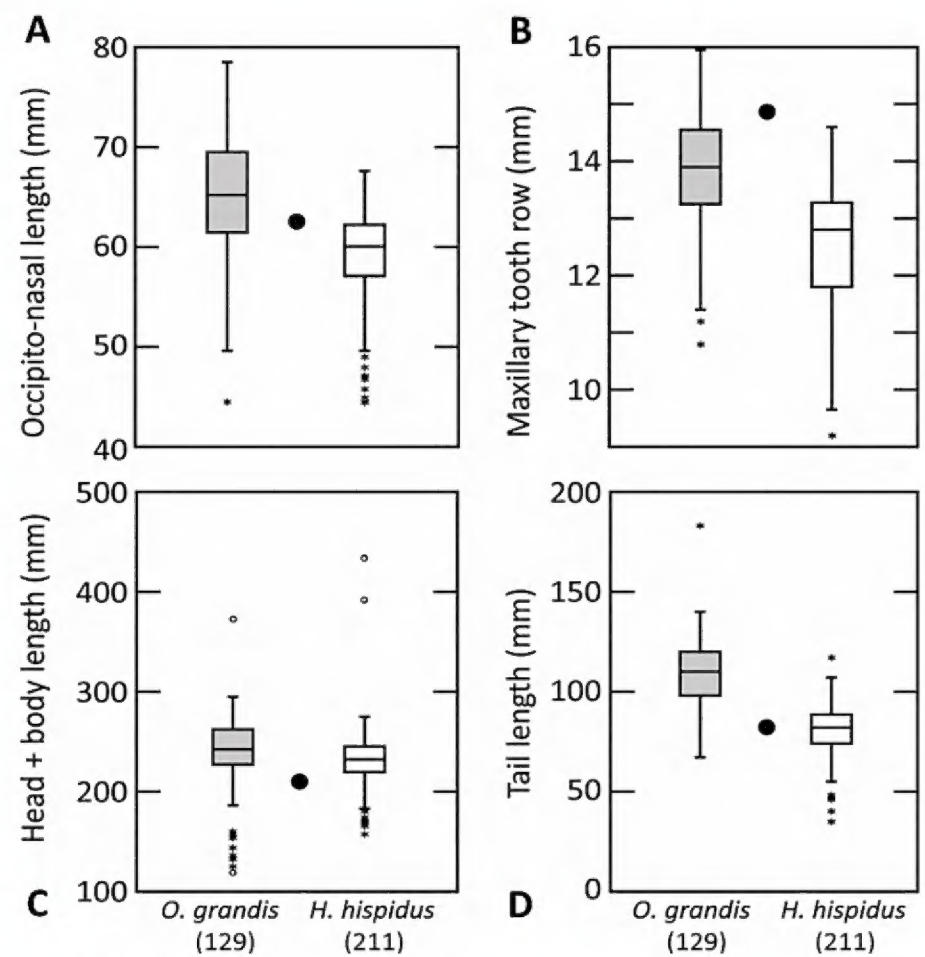 A
Occipito-nasal length (mm)
80
70
60
50
40
B
Maxillary tooth row (mm)
16
14
12
10
Head + body length (mm)
500
400
300
200
100
C
O. grandis
(129)
H. hispidus
(211)
Tail length (mm)
200
150
100
50
0
D
O. grandis
(129)
H. hispidus
(211)